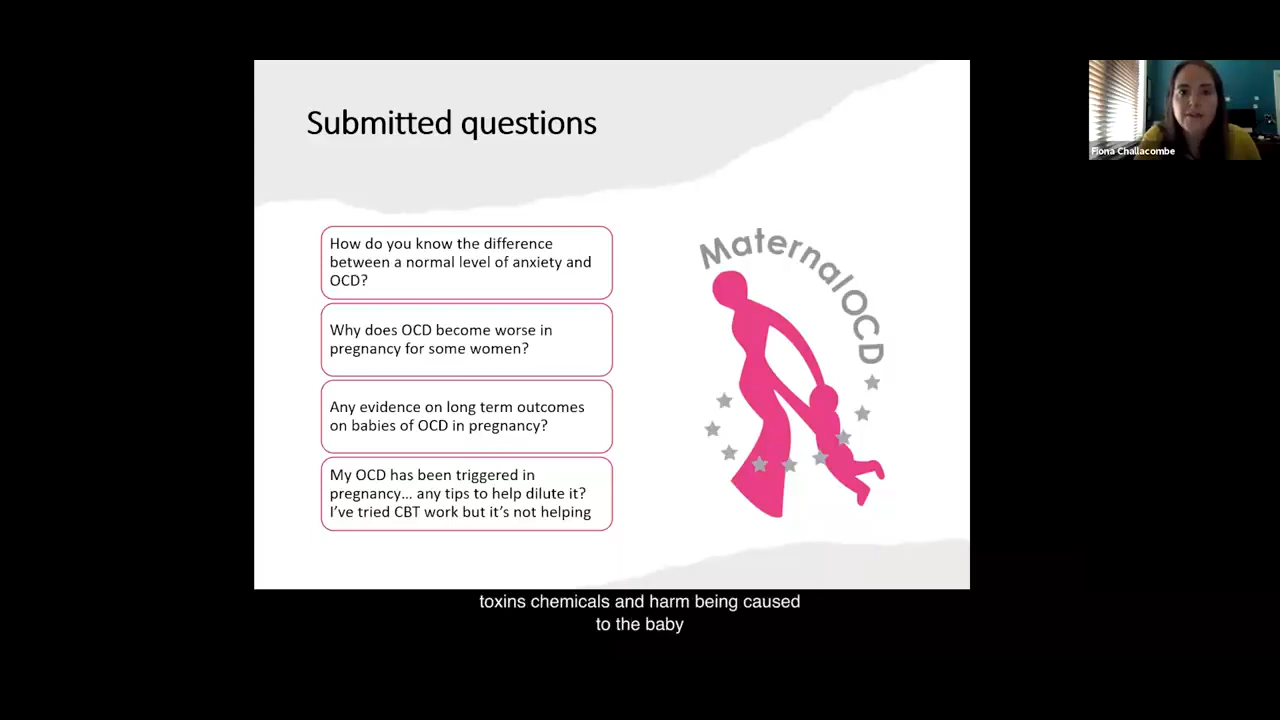 Submitted questions
Fiona Challacombe
How do you know the difference
between a normal level of anxiety and
OCD?
Why does OCD become worse in
pregnancy for some women?
Any evidence on long term outcomes
on babies of OCD in pregnancy?
My OCD has been triggered in
pregnancy... any tips to help dilute it?
I've tried CBT work but it's not helping
MaternalOCD
toxins chemicals and harm being caused
to the baby